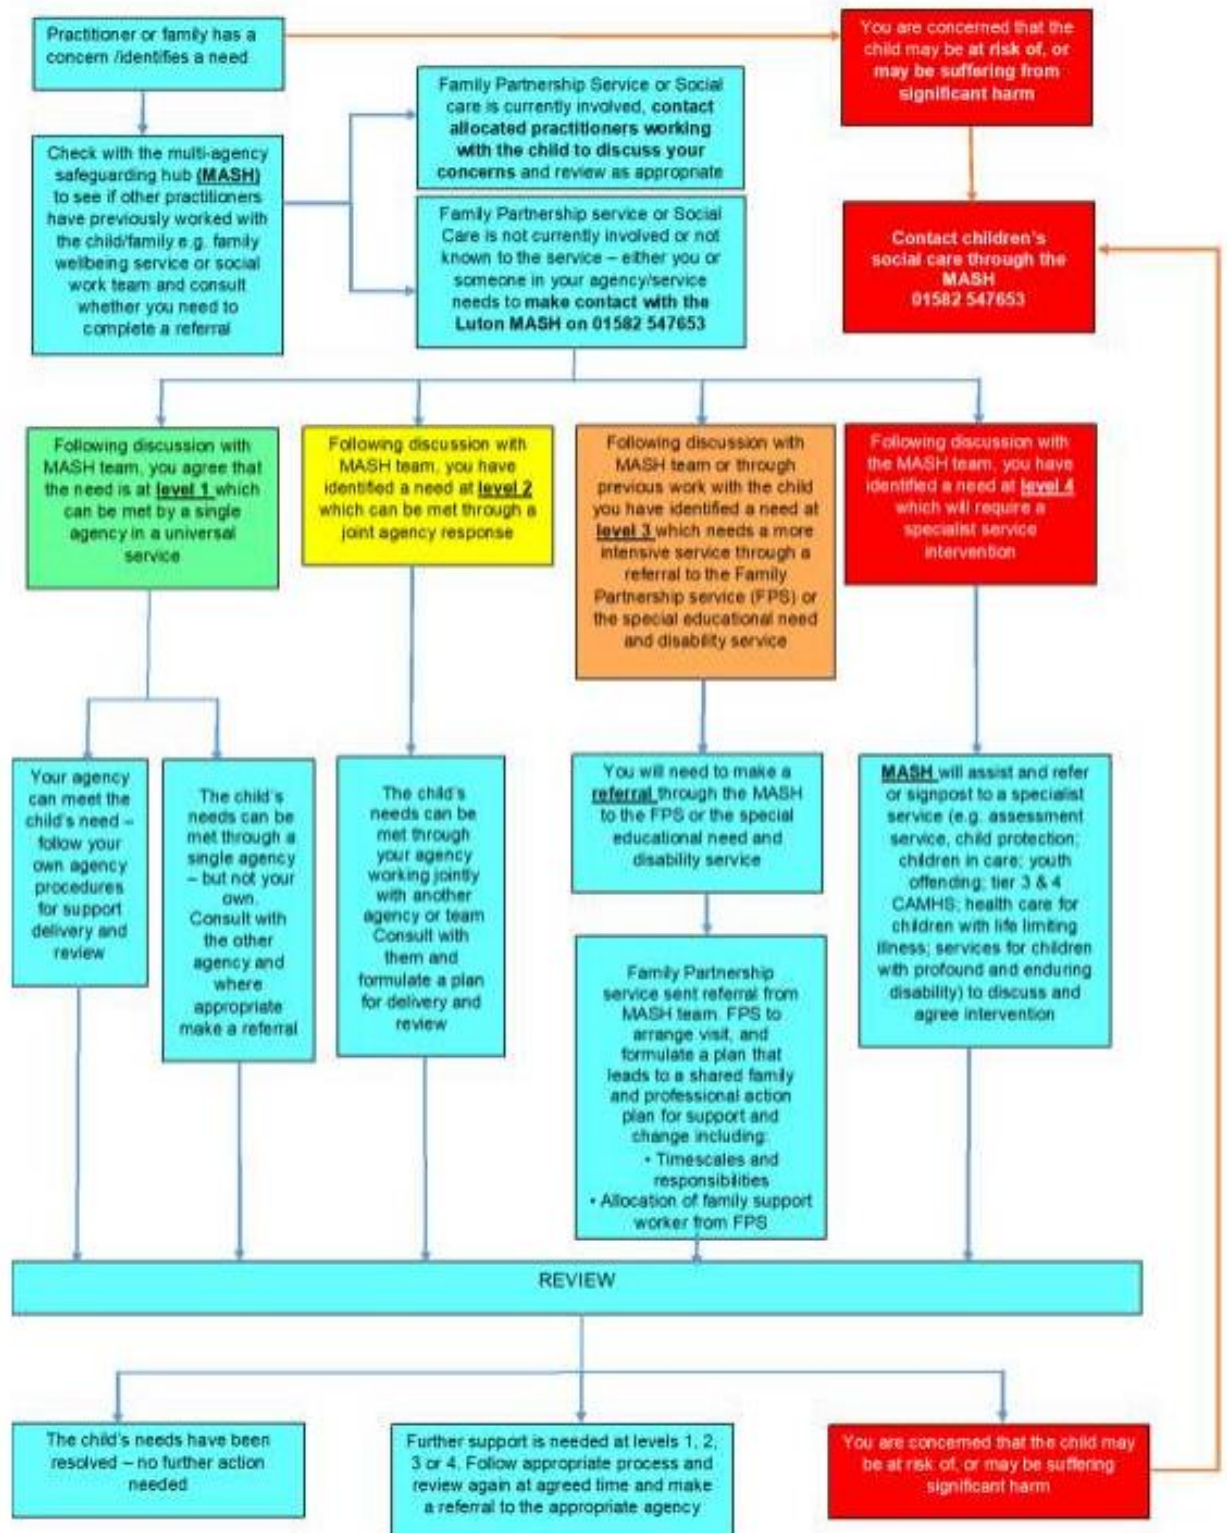 Practitioner or family has a
concern /identifies a need
You are concerned that the
child may be at risk of, or
may be suffering from
significant harm
Family Partnership Service or Social
care is currently involved, contact
allocated practitioners working
with the child to discuss your
concerns and review as appropriate
Check with the multi-agency
safeguarding hub (MASH)
to see if other practitioners
have previously worked with
the child/family e.g. family
wellbeing service or social
work team and consult
whether you need to
complete a referral
Family Partnership service or Social
Care is not currently involved or not
known to the service – either you or
someone in your agency/service
needs to make contact with the
Luton MASH on 01582 547653
Contact children's
social care through the
MASH
01582 547653
Following discussion with
MASH team, you agree that
the need is at level 1 which
can be met by a single
agency in a universal
service
Following discussion with
MASH team, you have
identified a need at level 2
which can be met through a
joint agency response
Following discussion with
MASH team or through
previous work with the child
you have identified a need at
level 3 which needs a more
intensive service through a
referral to the Family
Partnership service (FPS) or
the special educational need
and disability service
Following discussion with
the MASH team, you have
identified a need at level 4
which will require a
specialist service
intervention
Your agency
can meet the
child's need –
follow your
own agency
procedures
for support
delivery and
review
The child's
needs can be
met through a
single agency
– but not your
own.
Consult with
the other
agency and
where
appropriate
make a referral
The child's
needs can be
met through
your agency
working jointly
with another
agency or team
Consult with
them and
formulate a plan
for delivery and
review
You will need to make a
referral through the MASH
to the FPS or the special
educational need and
disability service
Family Partnership
service sent referral from
MASH team. FPS to
arrange visit, and
formulate a plan that
leads to a shared family
and professional action
plan for support and
change including:
• Timescales and
responsibilities
• Allocation of family support
worker from FPS
MASH will assist and refer
or signpost to a specialist
service (e.g. assessment
service, child protection;
children in care; youth
offending; tier 3 & 4
CAMHS; health care for
children with life limiting
illness; services for children
with profound and enduring
disability) to discuss and
agree intervention
REVIEW
The child's needs have been
resolved – no further action
needed
Further support is needed at levels 1, 2,
3 or 4. Follow appropriate process and
review again at agreed time and make
a referral to the appropriate agency
You are concerned that the child may
be at risk of, or may be suffering
significant harm